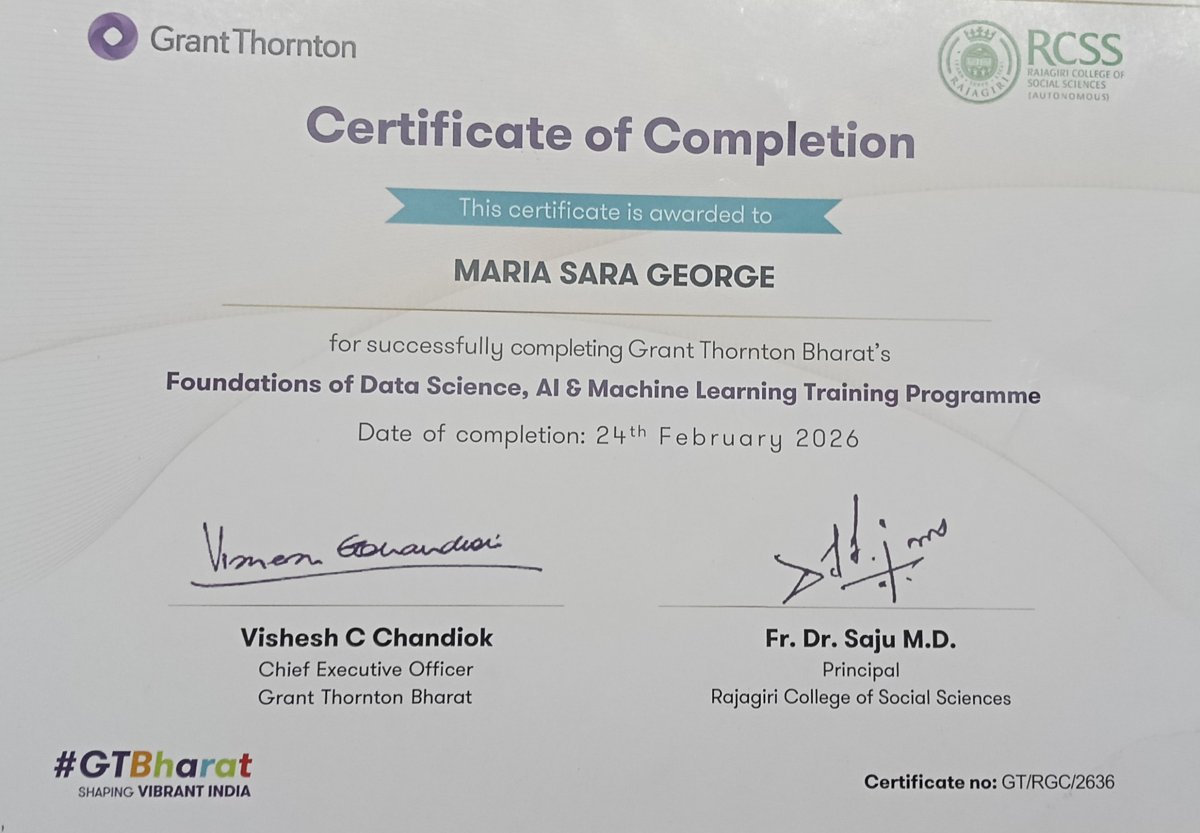 Grant Thornton
RAJAGIRI
RCSS
RAJAGIRI COLLEGE OF
SOCIAL SCIENCES
(AUTONOMOUS)
Certificate of Completion
This certificate is awarded to
MARIA SARA GEORGE
for successfully completing Grant Thornton Bharat's
Foundations of Data Science, AI & Machine Learning Training Programme
Date of completion: 24th February 2026
Vishesh C Chandiok
Fr. Dr. Saju M.D.
Chief Executive Officer
Principal
Grant Thornton Bharat
Rajagiri College of Social Sciences
#GTBharat
SHAPING VIBRANT INDIA
Certificate no: GT/RGC/2636